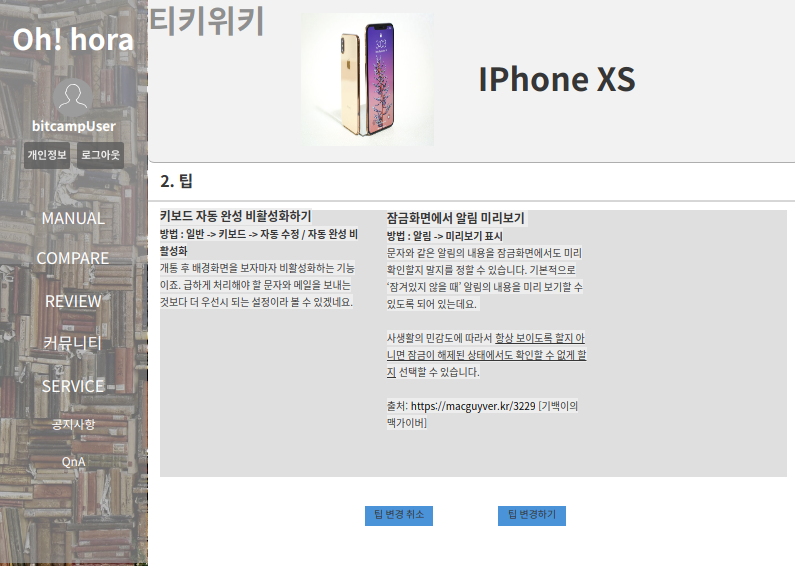 Oh! hora
bitcampUser
개인정보
로그아웃
MANUAL
COMPARE
REVIEW
커뮤니티
SERVICE
공지사항
QnA
티키위키
IPhone XS
2. 팁
키보드 자동 완성 비활성화하기
방법 : 일반 -> 키보드 -> 자동 수정 / 자동 완성 비
활성화
개통 후 배경화면을 보자마자 비활성화하는 기능
이죠. 급하게 처리해야 할 문자와 메일을 보내는
것보다 더 우선시 되는 설정이라 볼 수 있겠네요.
잠금화면에서 알림 미리보기
방법 : 알림 -> 미리보기 표시
문자와 같은 알림의 내용을 잠금화면에서도 미리
확인할지 말지를 정할 수 있습니다. 기본적으로
‘잠겨있지 않을 때’ 알림의 내용을 미리 보기할 수
있도록 되어 있는데요.
사생활의 민감도에 따라서 항상 보이도록 할지 아
니면 잠금이 해제된 상태에서도 확인할 수 없게 할
지 선택할 수 있습니다.
출처: https://macguyver.kr/3229 [기백이의
맥가이버]
팁 변경 취소
팁 변경하기